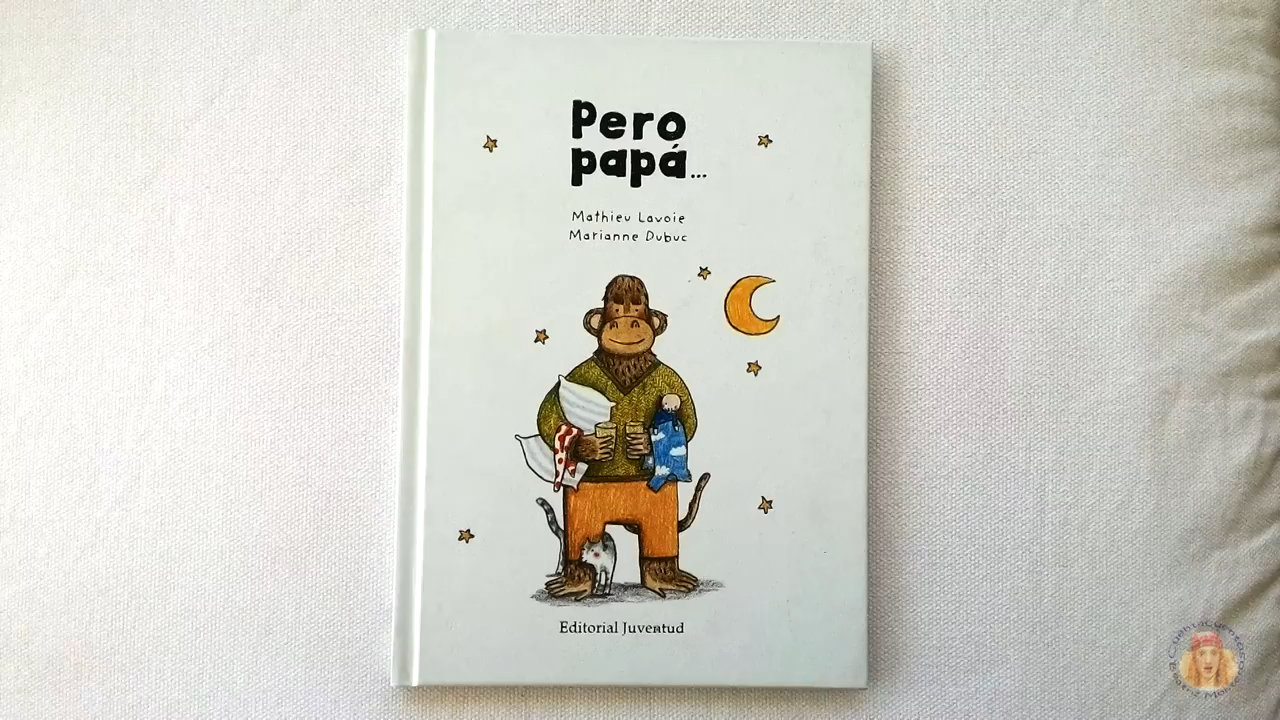 Pero
papá...
Mathieu Lavoie
Marianne Dubuc
Editorial Juventud